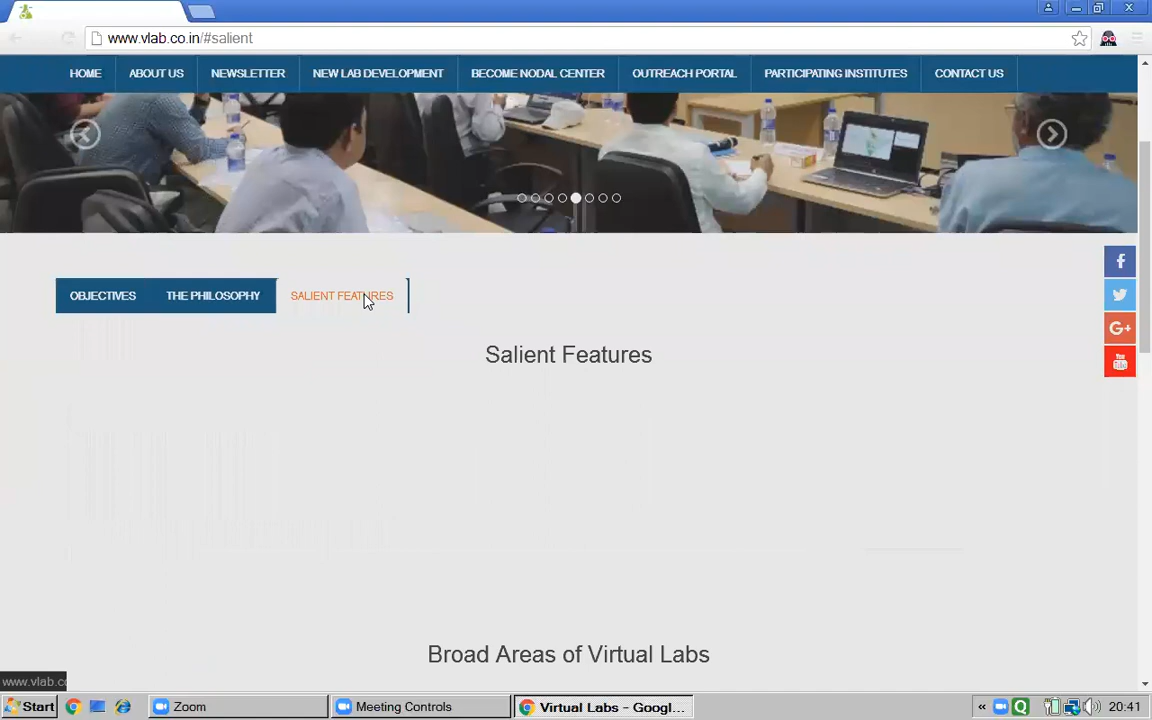 www.vlab.co.in/#salient
HOME ABOUT US NEWSLETTER NEW LAB DEVELOPMENT BECOME NODAL CENTER OUTREACH PORTAL PARTICIPATING INSTITUTES CONTACT US
OBJECTIVES THE PHILOSOPHY SALIENT FEATURES
Salient Features
Broad Areas of Virtual Labs
www.vlab.co
Start Zoom Meeting Controls Virtual Labs - Googl... « 20:41